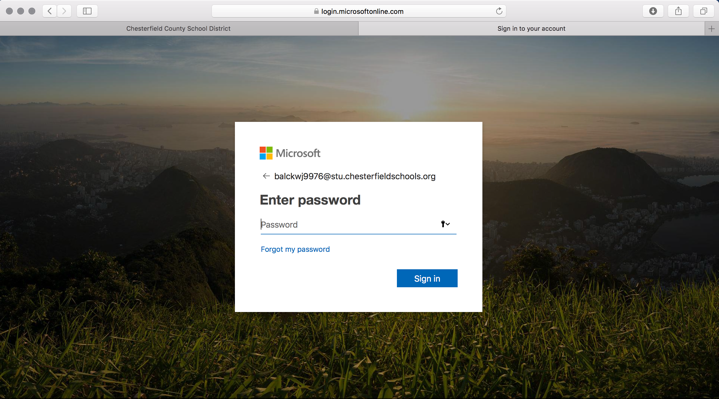 login.microsoftonline.com
Chesterfield County School District
Sign in to your account
Microsoft
balckwj9976@stu.chesterfieldschools.org
Enter password
Password
Forgot my password
Sign in